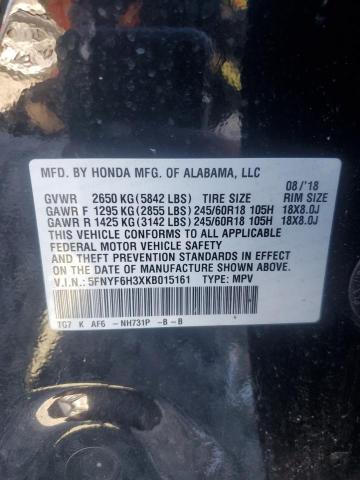 MFD. BY HONDA MFG. OF ALABAMA, LLC
08/'18
GVWR 2650 KG (5842 LBS) TIRE SIZE RIM SIZE
GAWR F 1295 KG (2855 LBS) 245/60R18 105H 18X8.0J
GAWR R 1425 KG (3142 LBS) 245/60R18 105H 18X8.0J
THIS VEHICLE CONFORMS TO ALL APPLICABLE
FEDERAL MOTOR VEHICLE SAFETY STANDARDS IN
EFFECT ON THE DATE OF MANUFACTURE SHOWN ABOVE.
V.I.N.: 5FNYF6H3XKB015161 TYPE: MPV
TG7 K AF6 -NH731P -B -B